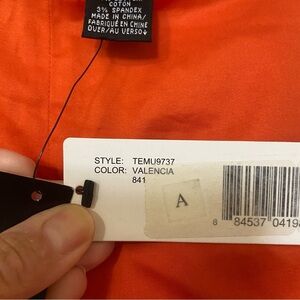 COTON
3% SPANDEX
MADE IN CHINA/
FABRIQUÉ EN CHINE
OVER/AU VERSO↓
STYLE: TEMU9737
COLOR: VALENCIA
841
A
84537 0419